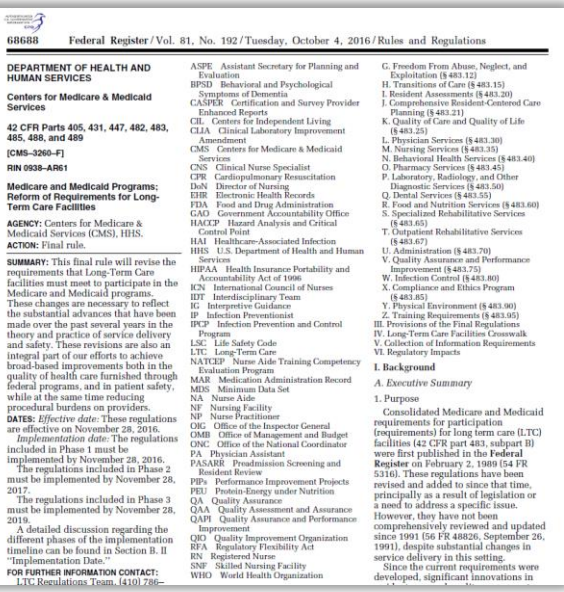 68688 Federal Register / Vol. 81, No. 192 / Tuesday, October 4, 2016 / Rules and Regulations
DEPARTMENT OF HEALTH AND
HUMAN SERVICES
Centers for Medicare & Medicaid
Services
42 CFR Parts 405, 431, 447, 482, 483,
485, 488, and 489
[CMS–3260–F]
RIN 0938–AR61
Medicare and Medicaid Programs;
Reform of Requirements for Long-
Term Care Facilities
AGENCY: Centers for Medicare &
Medicaid Services (CMS), HHS.
ACTION: Final rule.
SUMMARY: This final rule will revise the
requirements that Long-Term Care
facilities must meet to participate in the
Medicare and Medicaid programs.
These changes are necessary to reflect
the substantial advances that have been
made over the past several years in the
theory and practice of service delivery
and safety. These revisions are also an
integral part of our efforts to achieve
broad-based improvements both in the
quality of health care furnished through
federal programs, and in patient safety,
while at the same time reducing
procedural burdens on providers.
DATES: Effective date: These regulations
are effective on November 28, 2016.
Implementation date: The regulations
included in Phase 1 must be
implemented by November 28, 2016.
The regulations included in Phase 2
must be implemented by November 28,
2017.
The regulations included in Phase 3
must be implemented by November 28,
2019.
A detailed discussion regarding the
different phases of the implementation
timeline can be found in Section B. II
“Implementation Date.”
FOR FURTHER INFORMATION CONTACT:
LTC Regulations Team, (410) 786–
ASPE Assistant Secretary for Planning and
Evaluation
BPSD Behavioral and Psychological
Symptoms of Dementia
CASPER Certification and Survey Provider
Enhanced Reports
CIL Centers for Independent Living
CLIA Clinical Laboratory Improvement
Amendment
CMS Centers for Medicare & Medicaid
Services
CNS Clinical Nurse Specialist
CPR Cardiopulmonary Resuscitation
DoN Director of Nursing
EHR Electronic Health Records
FDA Food and Drug Administration
GAO Government Accountability Office
HACCP Hazard Analysis and Critical
Control Point
HAI Healthcare-Associated Infection
HHS U.S. Department of Health and Human
Services
HIPAA Health Insurance Portability and
Accountability Act of 1996
ICN International Council of Nurses
IDT Interdisciplinary Team
IG Interpretive Guidance
IP Infection Preventionist
IPCP Infection Prevention and Control
Program
LSC Life Safety Code
LTC Long-Term Care
NATCEP Nurse Aide Training Competency
Evaluation Program
MAR Medication Administration Record
MDS Minimum Data Set
NA Nurse Aide
NF Nursing Facility
NP Nurse Practitioner
OIG Office of the Inspector General
OMB Office of Management and Budget
ONC Office of the National Coordinator
PA Physician Assistant
PASARR Preadmission Screening and
Resident Review
PIPs Performance Improvement Projects
PEU Protein-Energy under Nutrition
QA Quality Assurance
QAA Quality Assessment and Assurance
QAPI Quality Assurance and Performance
Improvement
QIO Quality Improvement Organization
RFA Regulatory Flexibility Act
RN Registered Nurse
SNF Skilled Nursing Facility
WHO World Health Organization
G. Freedom From Abuse, Neglect, and
Exploitation (§ 483.12)
H. Transitions of Care (§ 483.15)
I. Resident Assessments (§ 483.20)
J. Comprehensive Resident-Centered Care
Planning (§ 483.21)
K. Quality of Care and Quality of Life
(§ 483.25)
L. Physician Services (§ 483.30)
M. Nursing Services (§ 483.35)
N. Behavioral Health Services (§ 483.40)
O. Pharmacy Services (§ 483.45)
P. Laboratory, Radiology, and Other
Diagnostic Services (§ 483.50)
Q. Dental Services (§ 483.55)
R. Food and Nutrition Services (§ 483.60)
S. Specialized Rehabilitative Services
(§ 483.65)
T. Outpatient Rehabilitative Services
(§ 483.67)
U. Administration (§ 483.70)
V. Quality Assurance and Performance
Improvement (§ 483.75)
W. Infection Control (§ 483.80)
X. Compliance and Ethics Program
(§ 483.85)
Y. Physical Environment (§ 483.90)
Z. Training Requirements (§ 483.95)
III. Provisions of the Final Regulations
IV. Long-Term Care Facilities Crosswalk
V. Collection of Information Requirements
VI. Regulatory Impacts
I. Background
A. Executive Summary
1. Purpose
Consolidated Medicare and Medicaid
requirements for participation
(requirements) for long term care (LTC)
facilities (42 CFR part 483, subpart B)
were first published in the Federal
Register on February 2, 1989 (54 FR
5316). These regulations have been
revised and added to since that time,
principally as a result of legislation or
a need to address a specific issue.
However, they have not been
comprehensively reviewed and updated
since 1991 (56 FR 48826, September 26,
1991), despite substantial changes in
service delivery in this setting.
Since the current requirements were
developed, significant innovations in